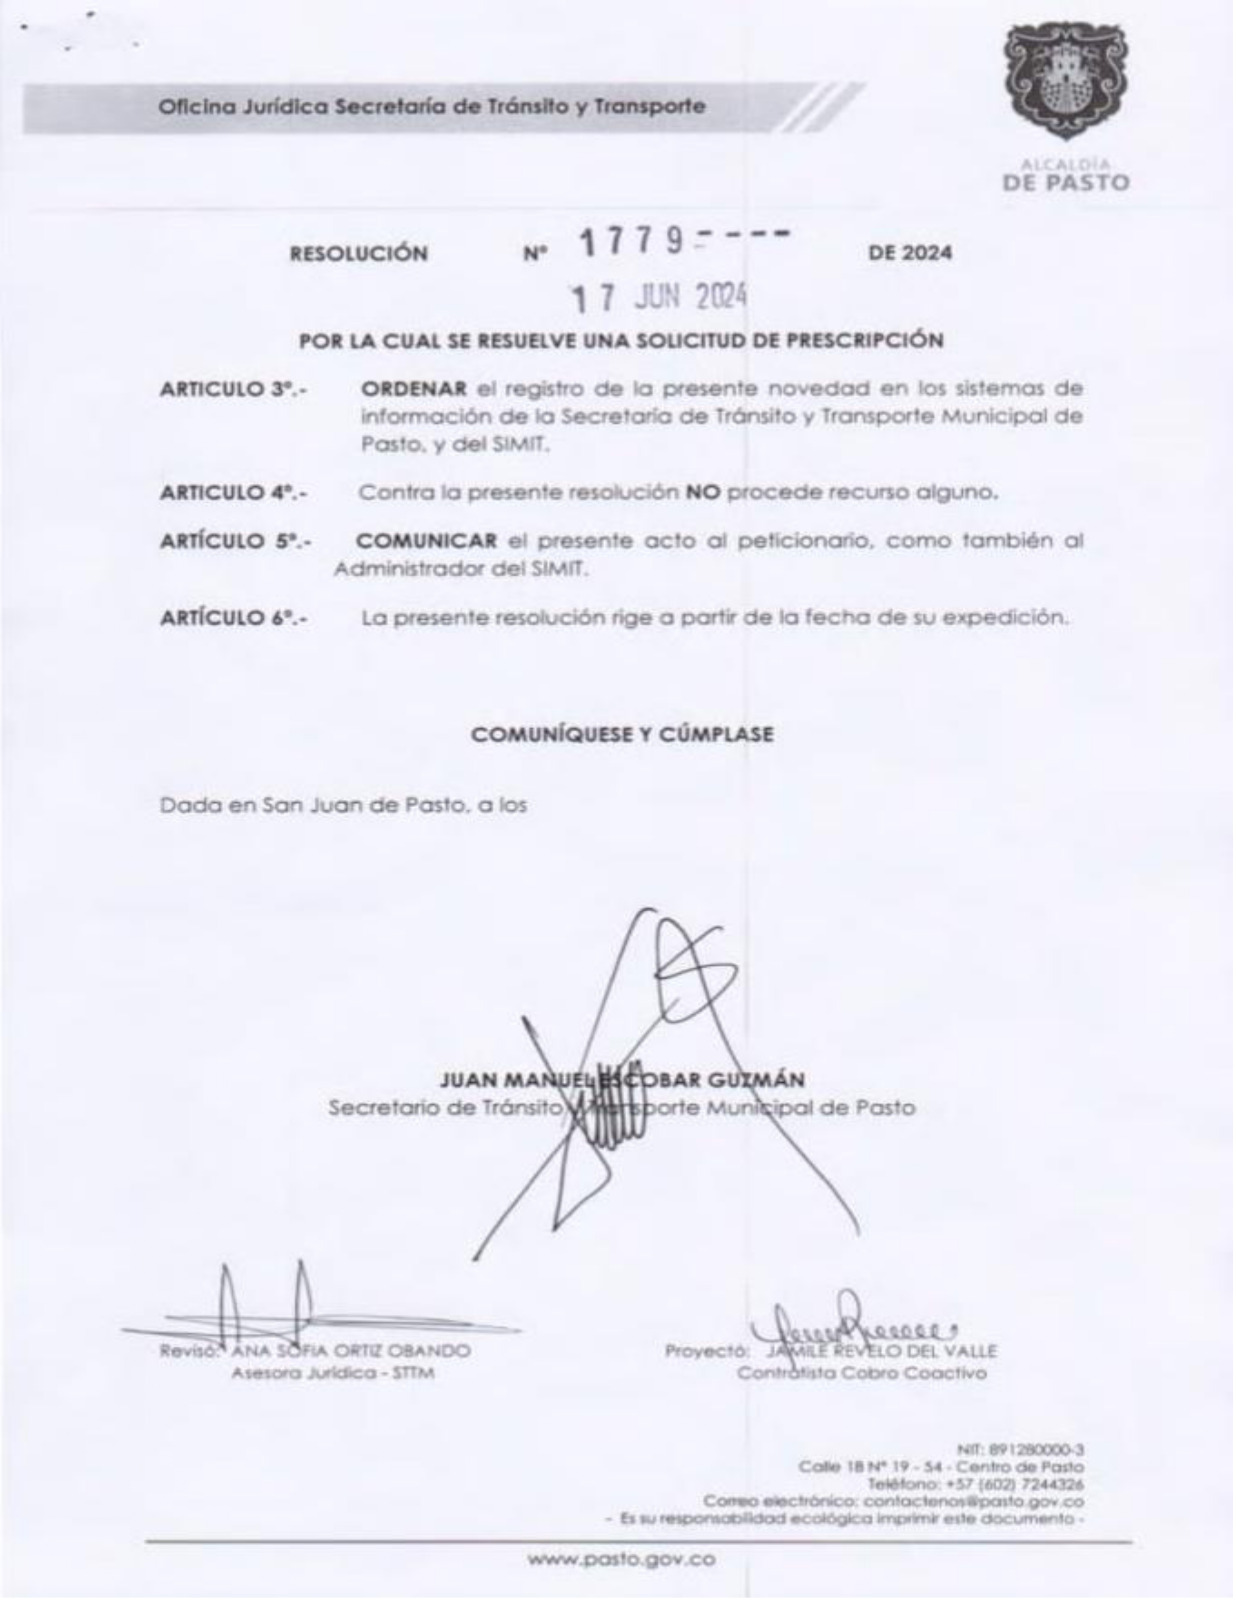 Oficina Jurídica Secretaría de Tránsito y Transporte
ALCALDÍA
DE PASTO
RESOLUCIÓN N° 1779---- DE 2024
17 JUN 2024
POR LA CUAL SE RESUELVE UNA SOLICITUD DE PRESCRIPCIÓN
ARTICULO 3°.- ORDENAR el registro de la presente novedad en los sistemas de
información de la Secretaría de Tránsito y Transporte Municipal de
Pasto, y del SIMIT.
ARTICULO 4°.- Contra la presente resolución NO procede recurso alguno.
ARTÍCULO 5°.- COMUNICAR el presente acto al peticionario, como también al
Administrador del SIMIT.
ARTÍCULO 6°.- La presente resolución rige a partir de la fecha de su expedición.
COMUNÍQUESE Y CÚMPLASE
Dada en San Juan de Pasto, a los
JUAN MANUEL ESCOBAR GUZMÁN
Secretario de Tránsito y Transporte Municipal de Pasto
Revisó: ANA SOFIA ORTIZ OBANDO
Asesora Jurídica - STTM
Proyectó: JAMILE REVELO DEL VALLE
Contratista Cobro Coactivo
NIT: 891280000-3
Calle 18 N° 19 - 54 - Centro de Pasto
Teléfono: +57 (602) 7244326
Correo electrónico: contactenos@pasto.gov.co
- Es su responsabilidad ecológica imprimir este documento -
www.pasto.gov.co